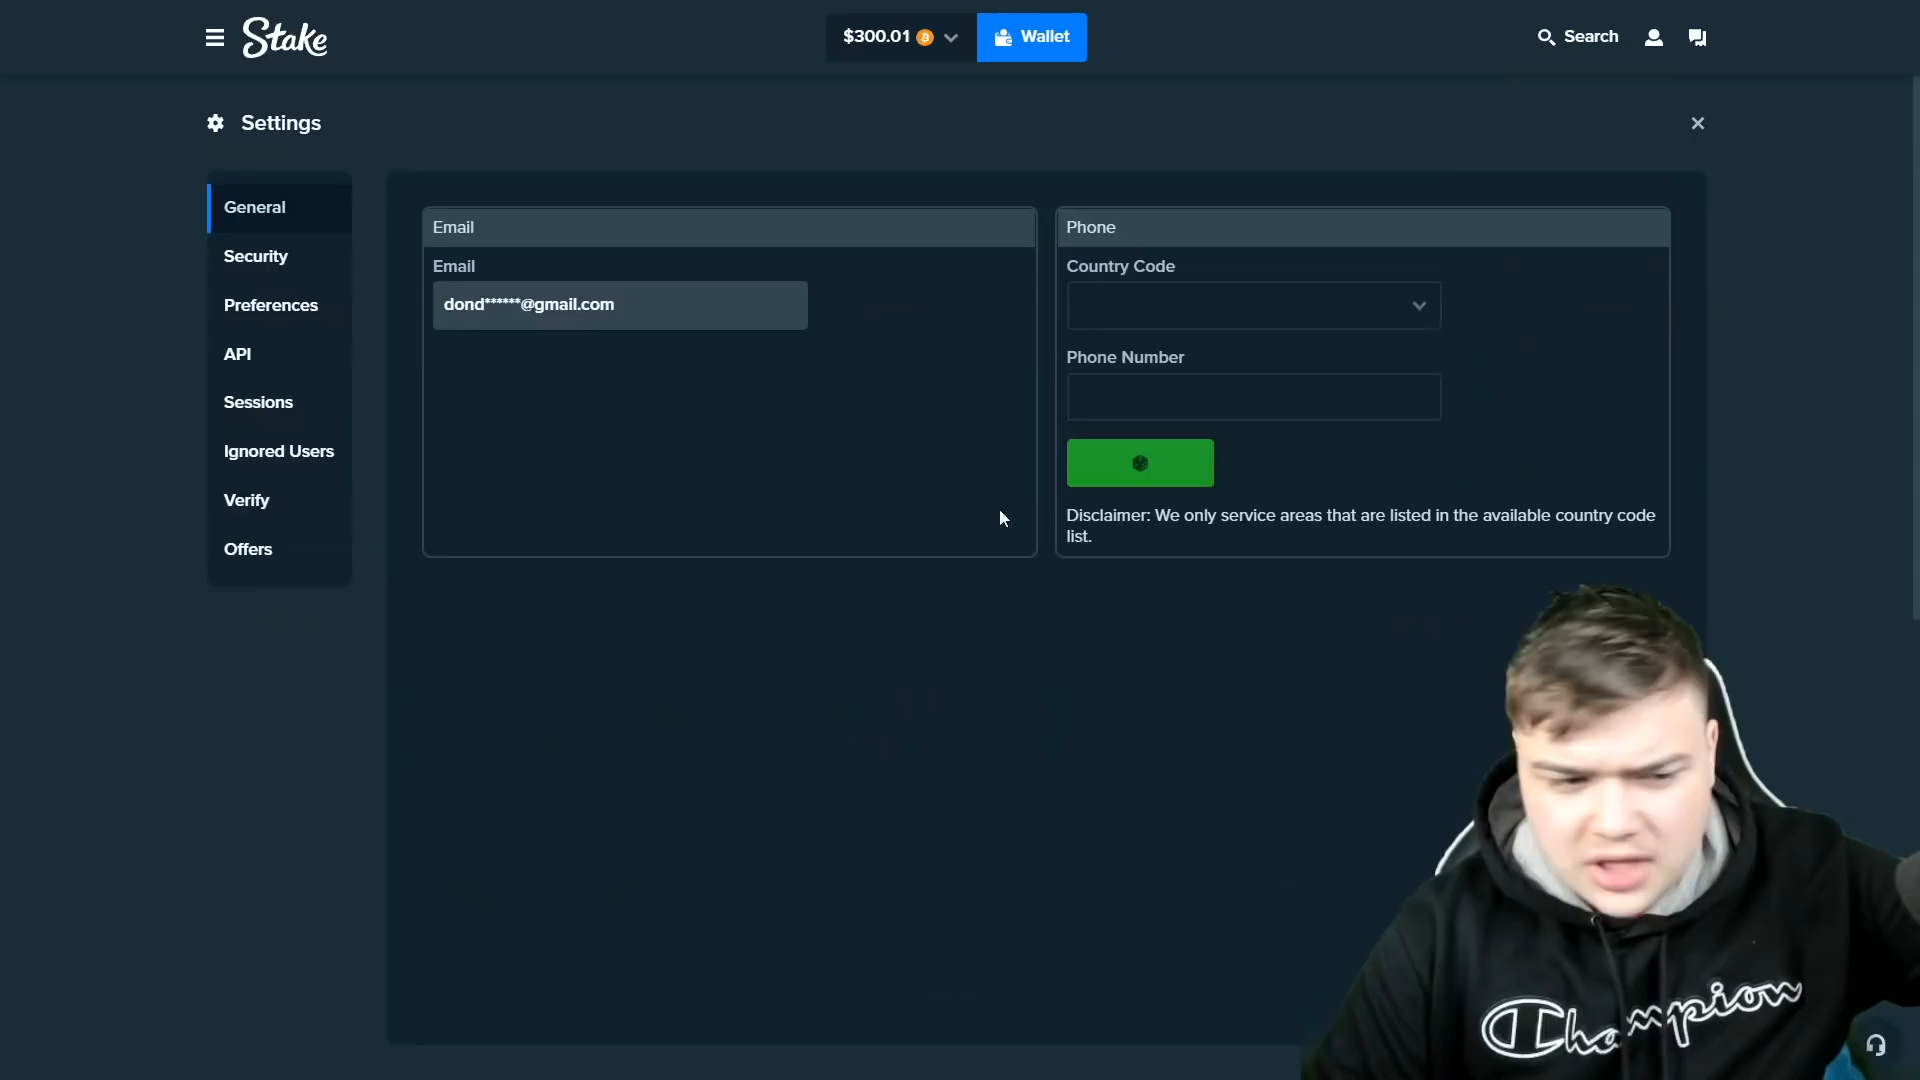 Stake
$300.01
Wallet
Search
Settings
General
Security
Preferences
API
Sessions
Ignored Users
Verify
Offers
Email
Email
dond******@gmail.com
Phone
Country Code
Phone Number
Disclaimer: We only service areas that are listed in the available country code
list.
Champion